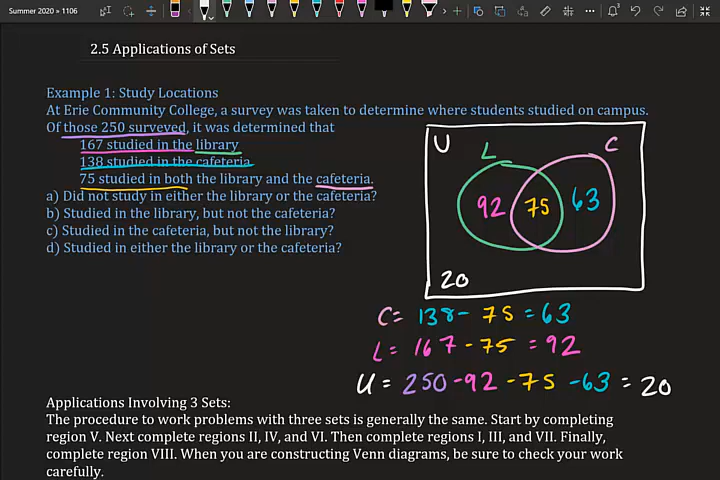 Summer 2020 » 1106
2.5 Applications of Sets
Example 1: Study Locations
At Erie Community College, a survey was taken to determine where students studied on campus.
Of those 250 surveyed, it was determined that
167 studied in the library
138 studied in the cafeteria
75 studied in both the library and the cafeteria.
a) Did not study in either the library or the cafeteria?
b) Studied in the library, but not the cafeteria?
c) Studied in the cafeteria, but not the library?
d) Studied in either the library or the cafeteria?
U
L
C
92 75 63
20
C= 138- 75 = 63
L= 167 - 75 = 92
U = 250 -92 - 75 -63 = 20
Applications Involving 3 Sets:
The procedure to work problems with three sets is generally the same. Start by completing
region V. Next complete regions II, IV, and VI. Then complete regions I, III, and VII. Finally,
complete region VIII. When you are constructing Venn diagrams, be sure to check your work
carefully.